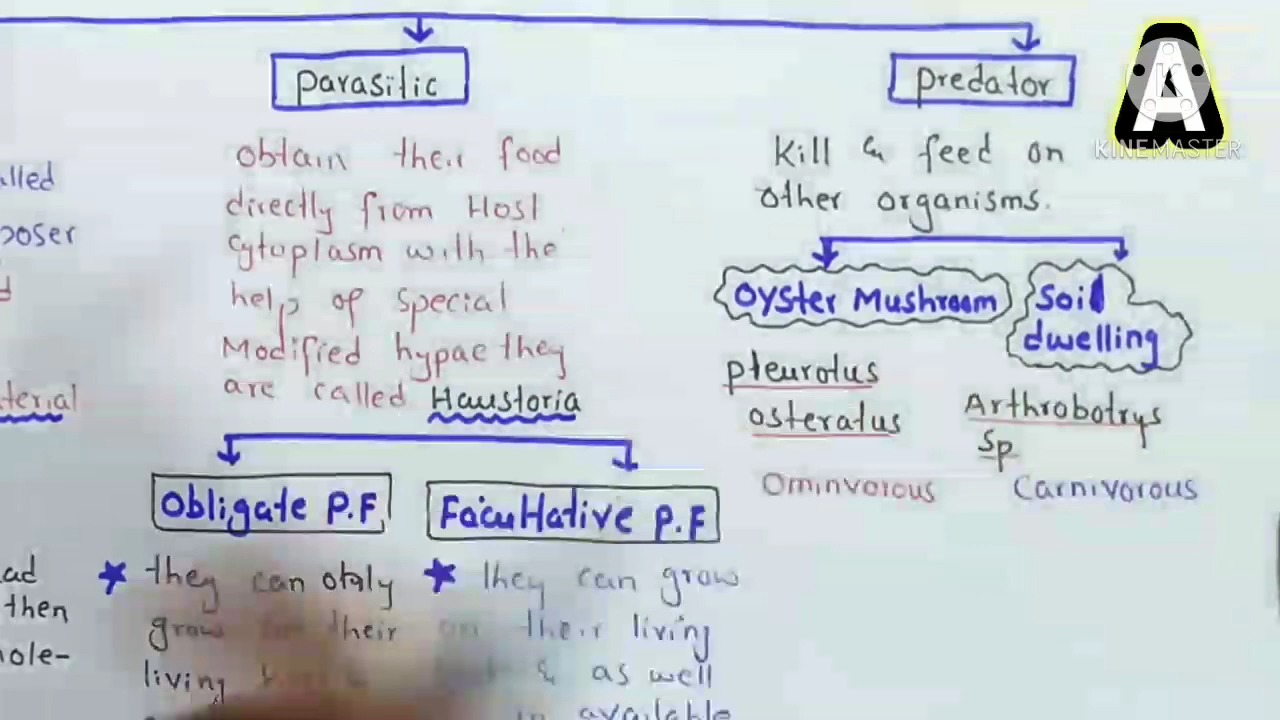 parasitic
predator
KINEMASTER
obtain their food
directly from Host
Cytoplasm with the
help of special
Modified hypae they
are called Haustoria
Kill & feed on
other organisms.
Oyster Mushroom
Soil
dwelling
pleurotus
osteratus
Arthrobotrys
Sp
Ominvorous
Carnivorous
alled
poser
d
terial
Obligate P.F
Facultative P.F
they can only
grow their
living
They can grow
on their living
& as well
in available
ad
then
hole-